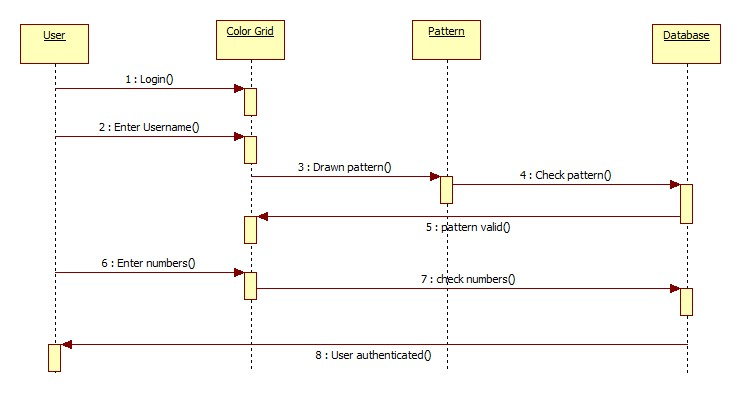 User
Color Grid
Pattern
Database
1 : Login()
2 : Enter Username()
3 : Drawn pattern()
4 : Check pattern()
5 : pattern valid()
6 : Enter numbers()
7 : check numbers()
8 : User authenticated()